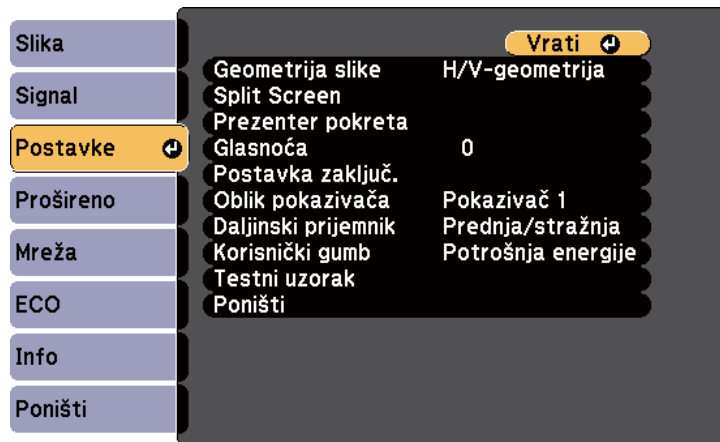 Slika
Signal
Postavke
Prošireno
Mreža
ECO
Info
Poništi
Vrati
Geometrija slike H/V-geometrija
Split Screen
Prezenter pokreta
Glasnoća 0
Postavka zaključ.
Oblik pokazivača Pokazivač 1
Daljinski prijemnik Prednja/stražnja
Korisnički gumb Potrošnja energije
Testni uzorak
Poništi